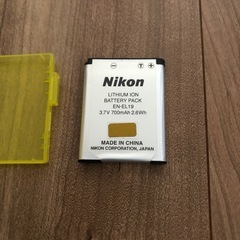 Nikon
LITHIUM ION
BATTERY PACK
EN-EL19
3.7V 700mAh 2.6Wh
MADE IN CHINA
NIKON CORPORATION, JAPAN